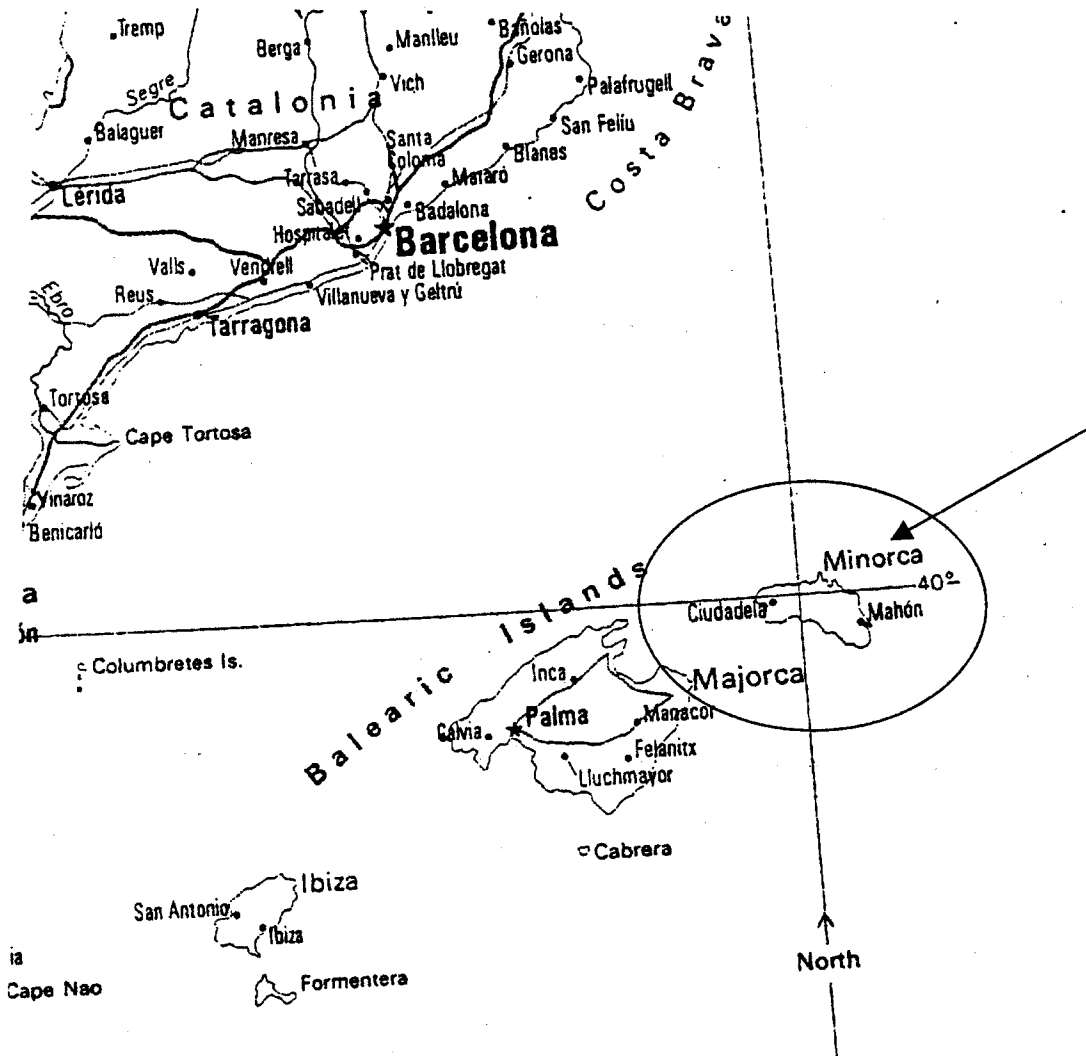 Tremp
Berga
Manlleu
Bañolas
Gerona
Vich
Segre
Palafrugell
Catalonia
Costa Brava
Balaguer
Manresa
Santa
Coloma
San Felíu
Blanes
Lérida
Tarrasa
Mataró
Sabadell
Badalona
Hospitalet
Barcelona
Valls
Vendrell
Prat de Llobregat
Ebro
Reus
Villanueva y Geltrú
Tarragona
Tortosa
Cape Tortosa
Vinaroz
Benicarló
Minorca
a
ón
40°
Ciudadela
Mahón
Columbretes Is.
Balearic Islands
Inca
Majorca
Palma
Manacor
Calvia
Felanitx
Lluchmayor
Cabrera
Ibiza
San Antonio
Ibiza
ia
Cape Nao
Formentera
North